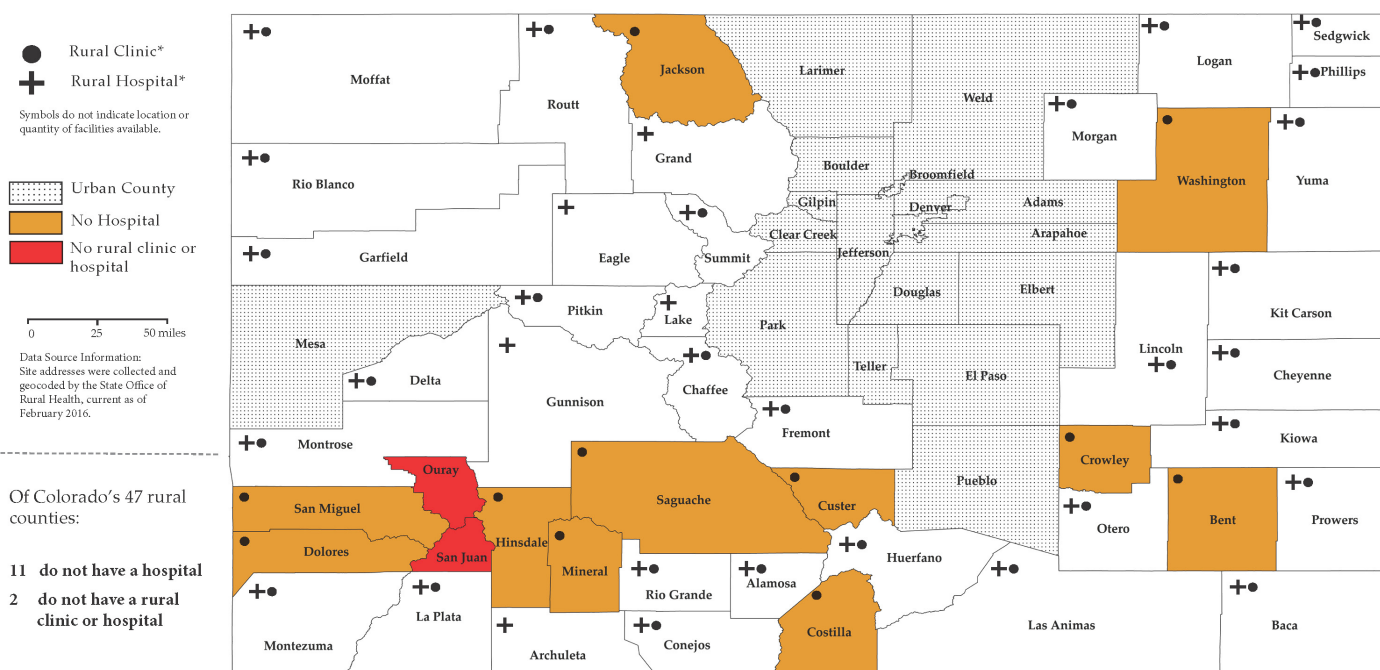 Rural Clinic*
Rural Hospital*
Symbols do not indicate location or
quantity of facilities available.
Urban County
No Hospital
No rural clinic or
hospital
0 25 50 miles
Data Source Information:
Site addresses were collected and
geocoded by the State Office of
Rural Health, current as of
February 2016.
Of Colorado's 47 rural
counties:
11 do not have a hospital
2 do not have a rural
clinic or hospital
Moffat
Routt
Jackson
Larimer
Weld
Logan
Sedgwick
Phillips
Morgan
Grand
Rio Blanco
Boulder
Broomfield
Washington
Yuma
Gilpin
Denver
Adams
Clear Creek
Arapahoe
Jefferson
Garfield
Eagle
Summit
Douglas
Elbert
Pitkin
Lake
Park
Kit Carson
Mesa
Lincoln
Delta
Teller
El Paso
Cheyenne
Gunnison
Chaffee
Montrose
Fremont
Kiowa
Ouray
Crowley
Pueblo
San Miguel
Saguache
Custer
Otero
Bent
Prowers
Dolores
San Juan
Hinsdale
Mineral
Huerfano
Rio Grande
Alamosa
La Plata
Montezuma
Archuleta
Conejos
Costilla
Las Animas
Baca